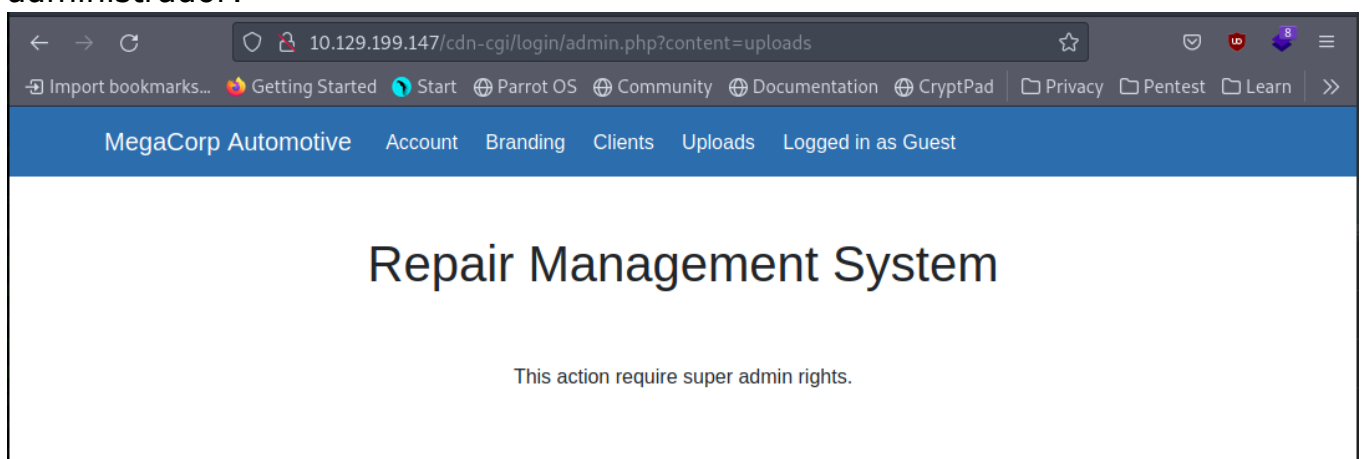 administrador?
10.129.199.147/cdn-cgi/login/admin.php?content=uploads
8
Import bookmarks... Getting Started Start Parrot OS Community Documentation CryptPad Privacy Pentest Learn
MegaCorp Automotive Account Branding Clients Uploads Logged in as Guest
Repair Management System
This action require super admin rights.